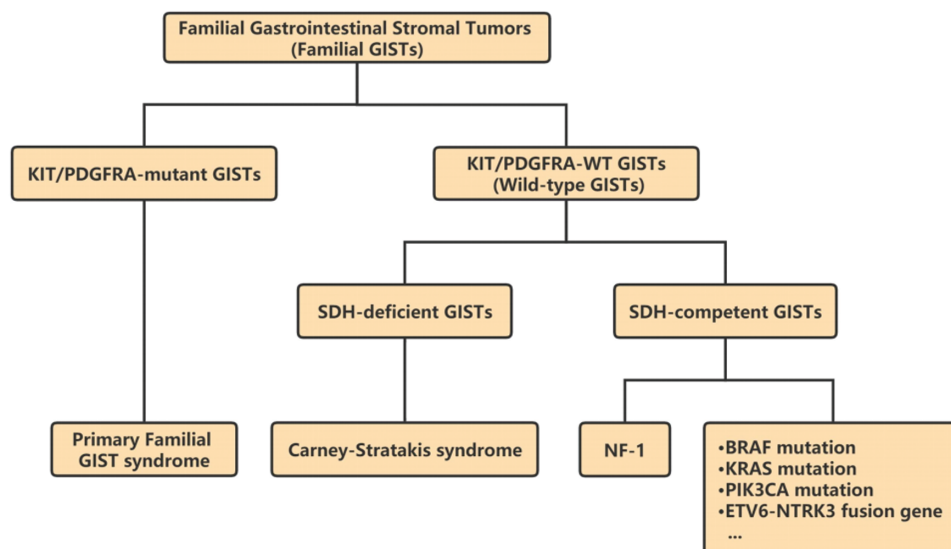 Familial Gastrointestinal Stromal Tumors
(Familial GISTs)
KIT/PDGFRA-mutant GISTs
KIT/PDGFRA-WT GISTs
(Wild-type GISTs)
SDH-deficient GISTs
SDH-competent GISTs
Primary Familial
GIST syndrome
Carney-Stratakis syndrome
NF-1
•BRAF mutation
•KRAS mutation
•PIK3CA mutation
•ETV6-NTRK3 fusion gene
...